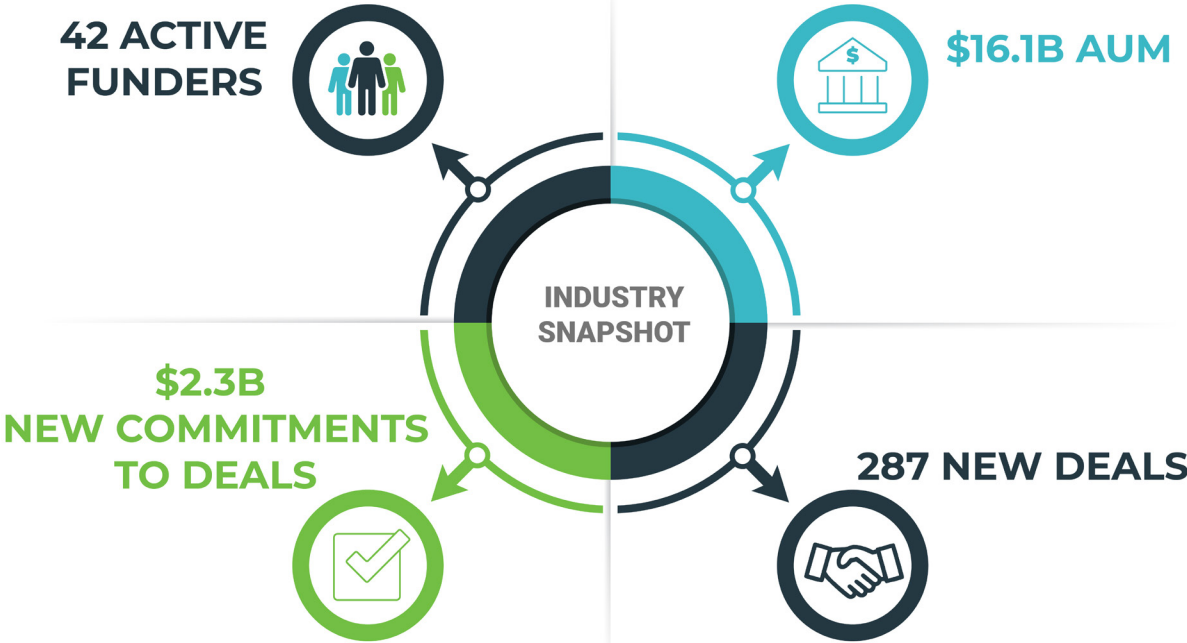 42 ACTIVE
FUNDERS
$
$16.1B AUM
INDUSTRY
SNAPSHOT
$2.3B
NEW COMMITMENTS
TO DEALS
287 NEW DEALS